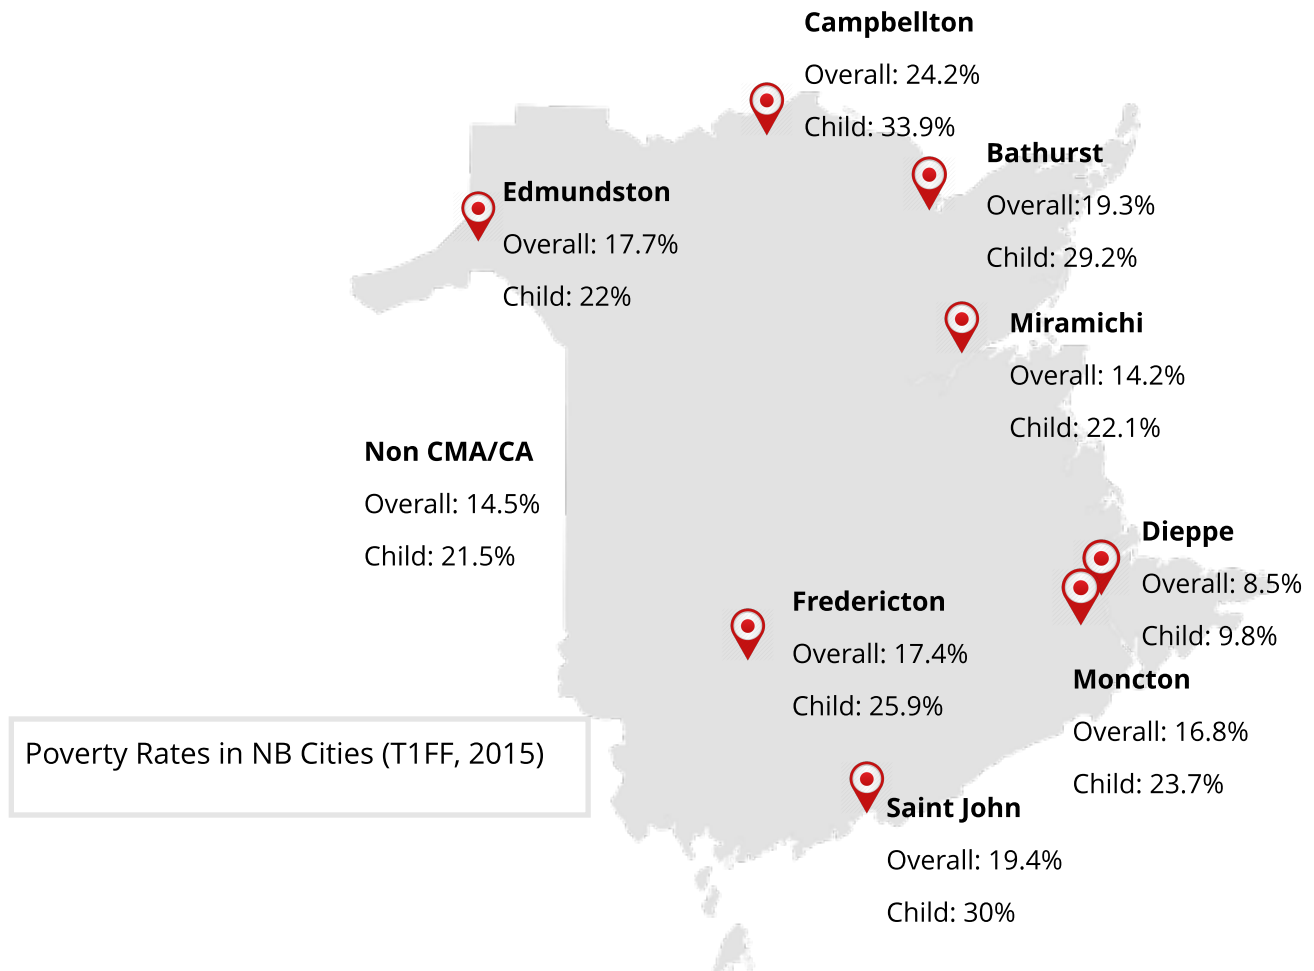 Campbellton
Overall: 24.2%
Child: 33.9%
Bathurst
Overall:19.3%
Child: 29.2%
Edmundston
Overall: 17.7%
Child: 22%
Miramichi
Overall: 14.2%
Child: 22.1%
Non CMA/CA
Overall: 14.5%
Child: 21.5%
Dieppe
Overall: 8.5%
Child: 9.8%
Fredericton
Overall: 17.4%
Child: 25.9%
Moncton
Overall: 16.8%
Child: 23.7%
Poverty Rates in NB Cities (T1FF, 2015)
Saint John
Overall: 19.4%
Child: 30%